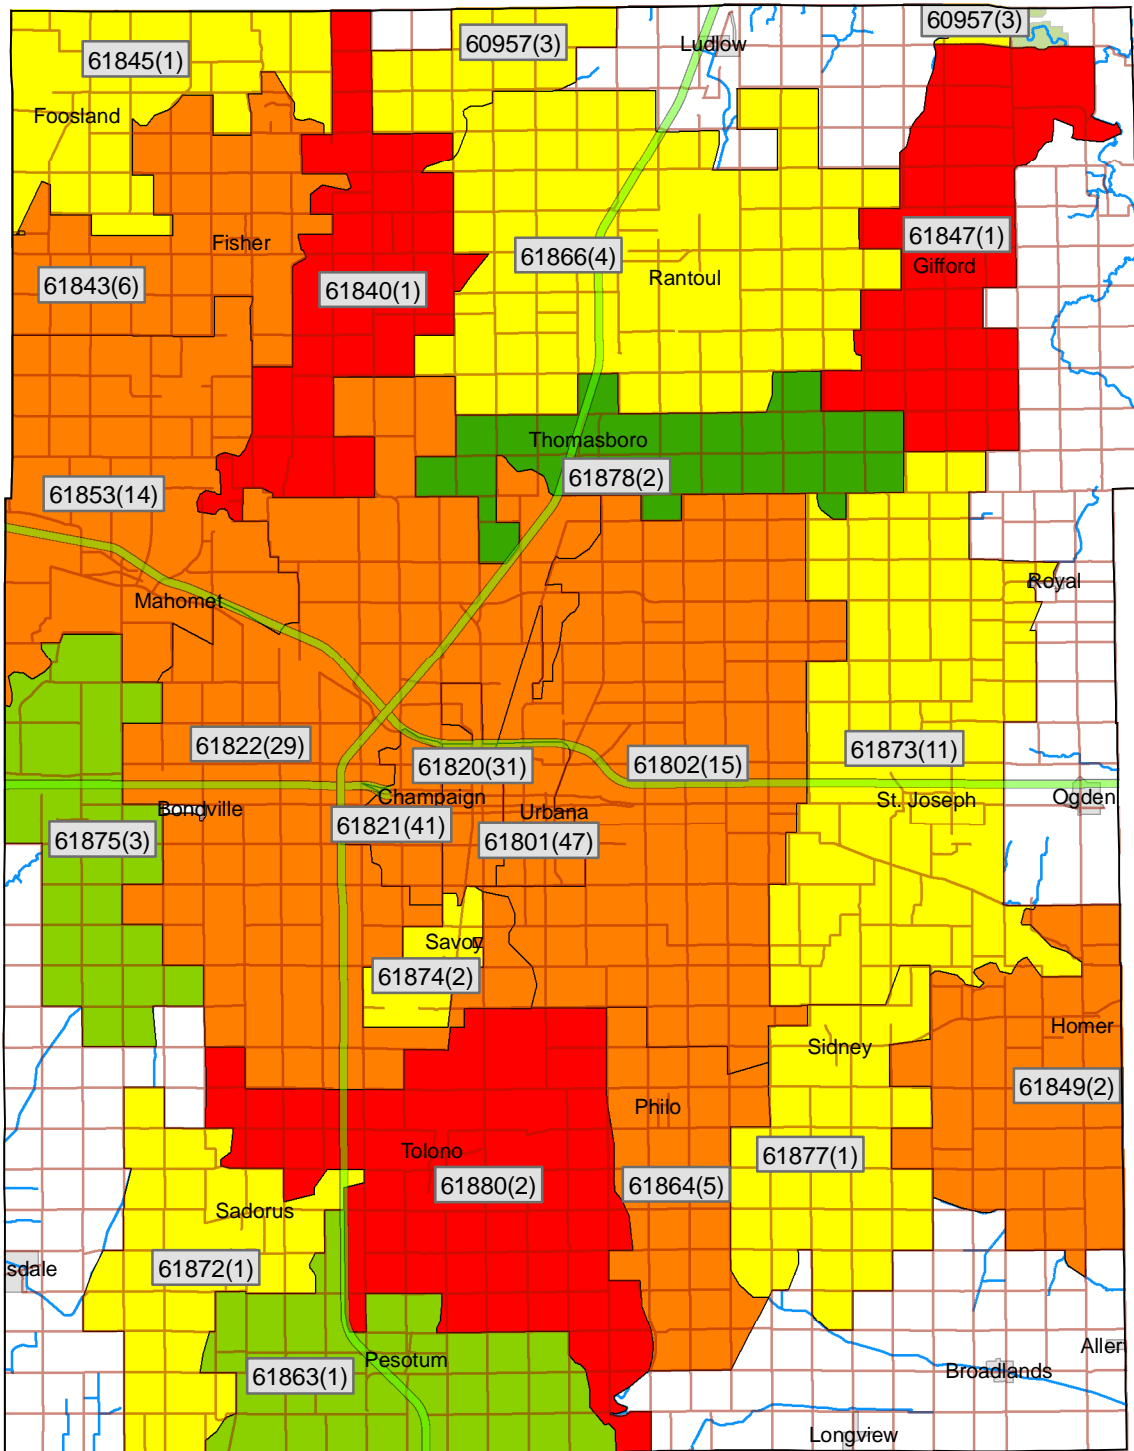 60957(3)
60957(3)
Ludlow
61845(1)
Foosland
61847(1)
Fisher
61866(4)
Gifford
61843(6)
61840(1)
Rantoul
Thomasboro
61878(2)
61853(14)
Royal
Mahomet
61822(29)
61820(31)
61802(15)
61873(11)
Champaign
St. Joseph
Ogden
Bondville
Urbana
61821(41)
61875(3)
61801(47)
Savoy
61874(2)
Homer
Sidney
61849(2)
Philo
Tolono
61877(1)
61880(2)
61864(5)
Sadorus
sdale
61872(1)
Aller
Pesotum
61863(1)
Broadlands
Longview